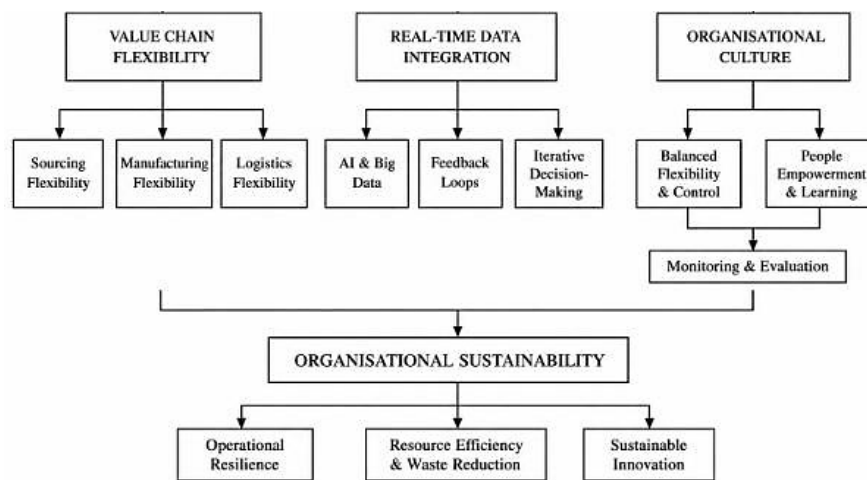 VALUE CHAIN
FLEXIBILITY
REAL-TIME DATA
INTEGRATION
ORGANISATIONAL
CULTURE
Sourcing
Flexibility
Manufacturing
Flexibility
Logistics
Flexibility
AI & Big
Data
Feedback
Loops
Iterative
Decision-
Making
Balanced
Flexibility
& Control
People
Empowerment
& Learning
Monitoring & Evaluation
ORGANISATIONAL SUSTAINABILITY
Operational
Resilience
Resource Efficiency
& Waste Reduction
Sustainable
Innovation